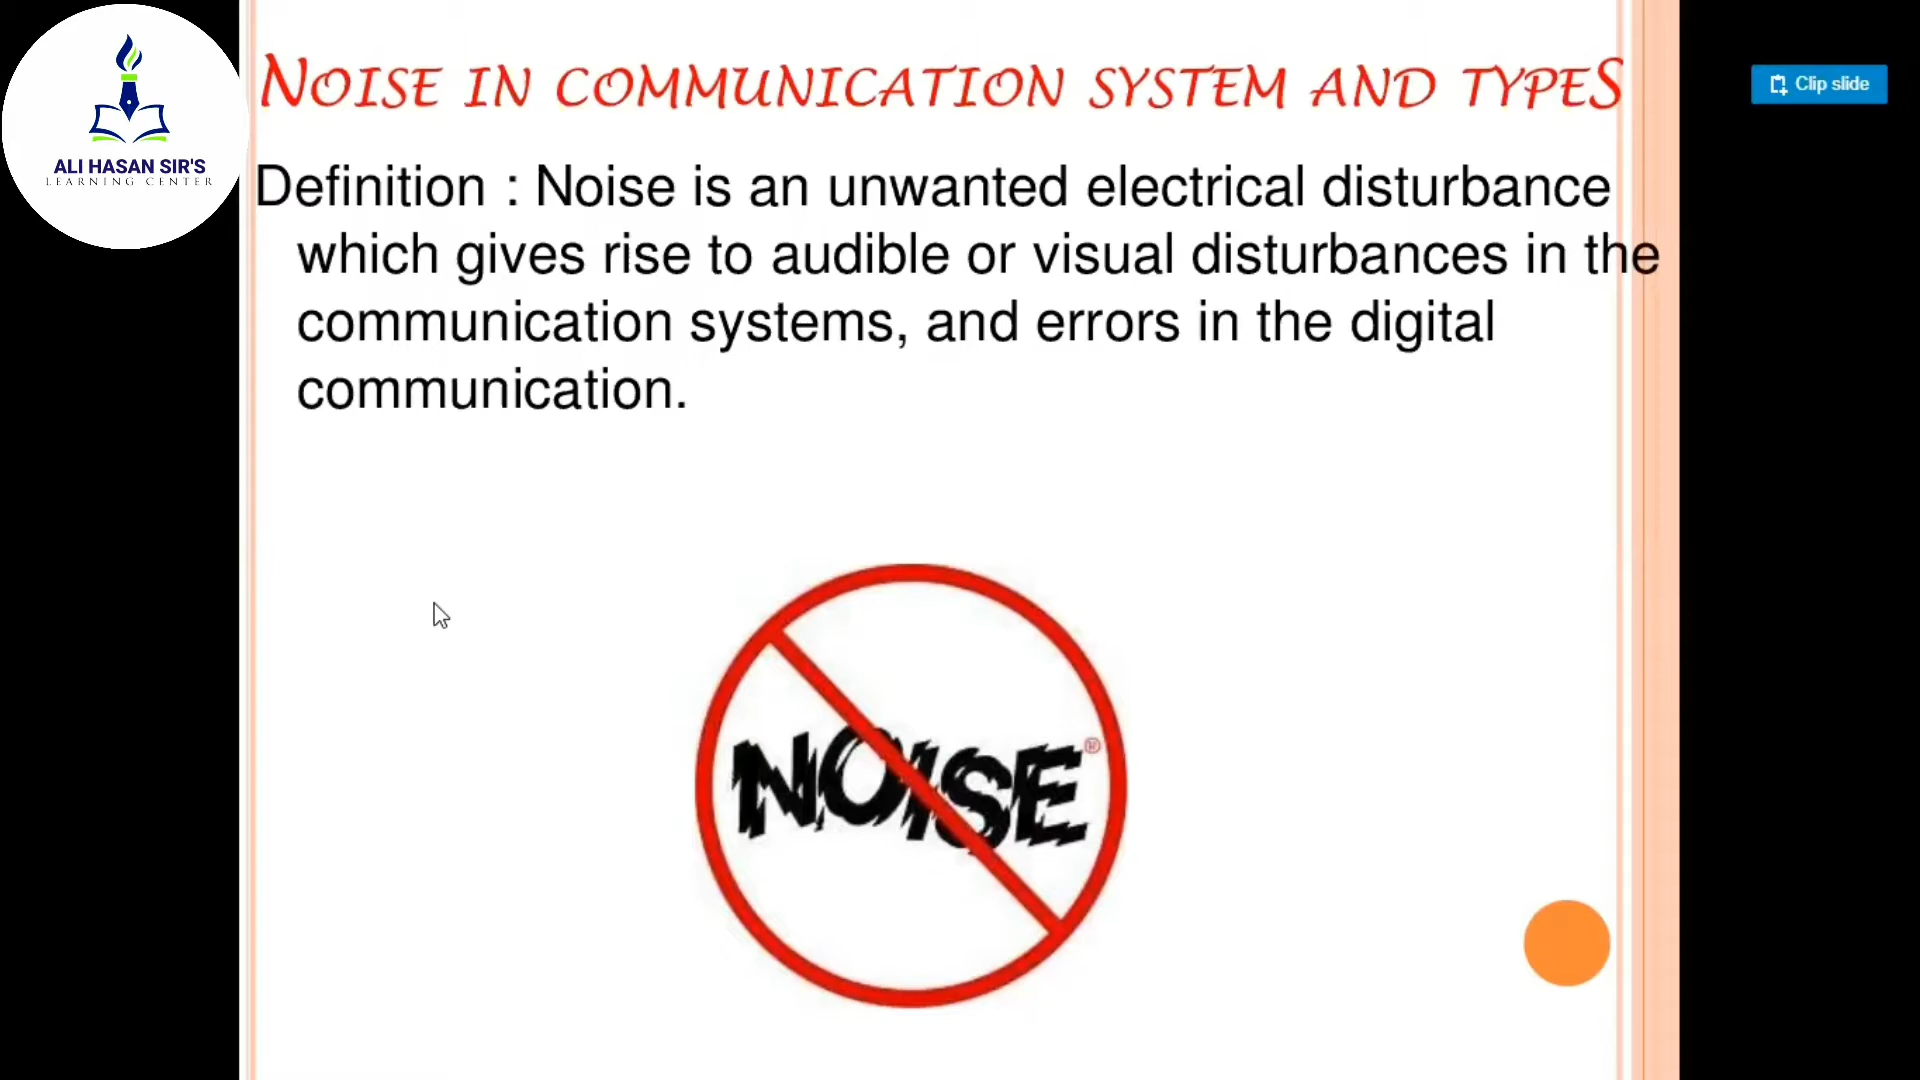 NOISE IN COMMUNICATION SYSTEM AND TYPES
Clip slide
ALI HASAN SIR'S
LEARNING CENTER
Definition : Noise is an unwanted electrical disturbance
which gives rise to audible or visual disturbances in the
communication systems, and errors in the digital
communication.
NOISE®